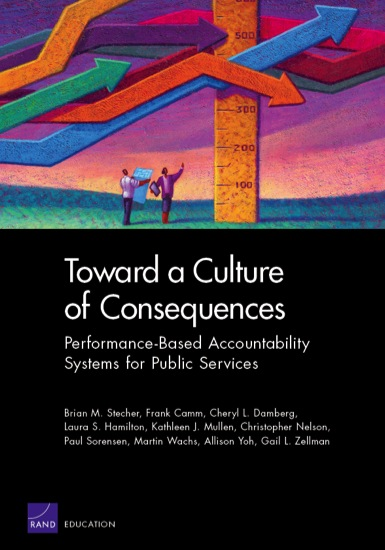 500
400
300
200
100
Toward a Culture
of Consequences
Performance-Based Accountability
Systems for Public Services
Brian M. Stecher, Frank Camm, Cheryl L. Damberg,
Laura S. Hamilton, Kathleen J. Mullen, Christopher Nelson,
Paul Sorensen, Martin Wachs, Allison Yoh, Gail L. Zellman
RAND EDUCATION